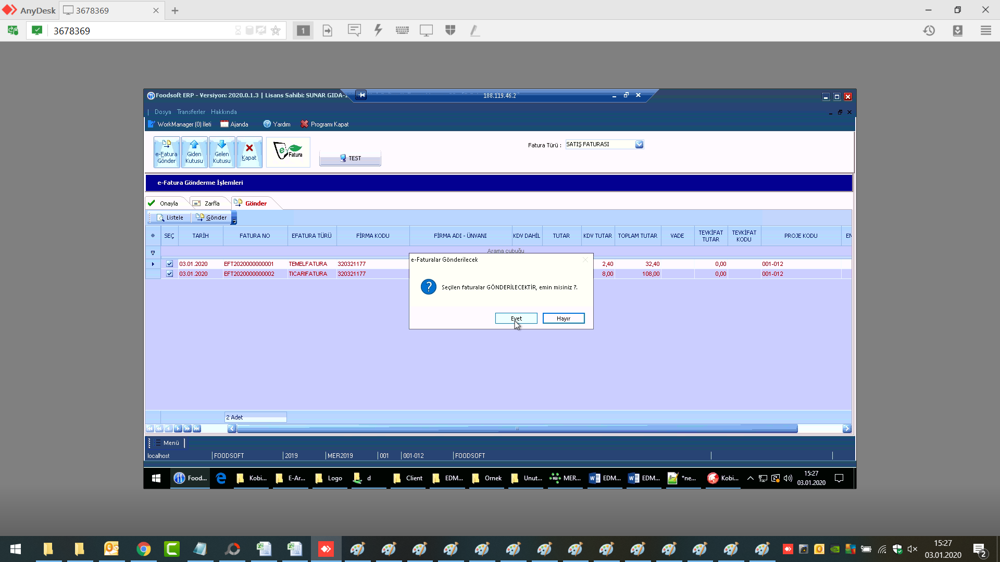 AnyDesk
3678369
3678369
1
Foodsoft ERP - Versiyon: 2020.0.1.3 | Lisans Sahibi: SUNAR GIDA-
188.119.46.2
Dosya Transferler Hakkında
WorkManager (0) İleti Ajanda Yardım Programı Kapat
e-Fatura Gönder
Giden Kutusu
Gelen Kutusu
Kapat
e Fatura
TEST
Fatura Türü : SATIŞ FATURASI
e-Fatura Gönderme İşlemleri
Onayla Zarfla Gönder
Listele Gönder
SEÇ TARİH FATURA NO EFATURA TÜRÜ FİRMA KODU FİRMA ADI - ÜNVANI KDV DAHİL TUTAR KDV TUTAR TOPLAM TUTAR VADE TEVKİFAT TUTAR TEVKİFAT KODU PROJE KODU
Arama çubuğu
03.01.2020 EFT2020000000001 TEMELFATURA 320321177 2,40 32,40 0,00 001-012
03.01.2020 EFT2020000000002 TICARIFATURA 320321177 8,00 108,00 0,00 001-012
e-Faturalar Gönderilecek
Seçilen faturalar GÖNDERİLECEKTİR, emin misiniz ?.
Evet Hayır
2 Adet
Menü
localhost FOODSOFT 2019 MER2019 001 001-012 FOODSOFT
Food... Kobi... E-Ar... Logo d Client EDM... Ornek Unut... MER... EDM... EDM... *ne... Kobi... 15:27
03.01.2020
15:27
03.01.2020
2